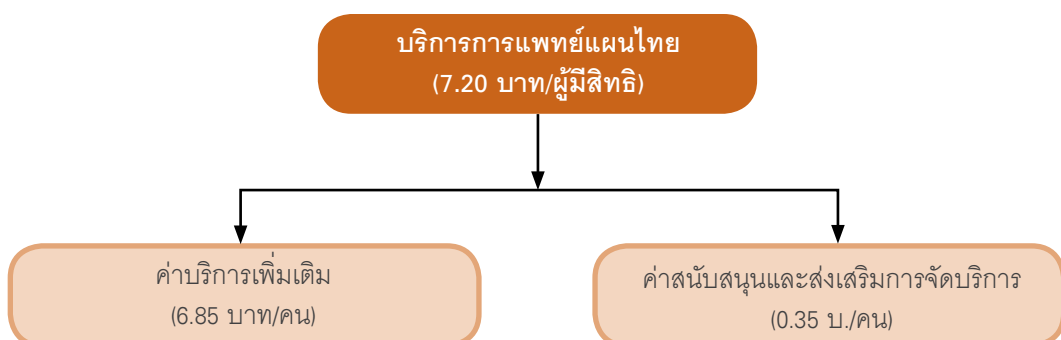 บริการการแพทย์แผนไทย
(7.20 บาท/ผู้มีสิทธิ)
ค่าบริการเพิ่มเติม
(6.85 บาท/คน)
ค่าสนับสนุนและส่งเสริมการจัดบริการ
(0.35 บ./คน)